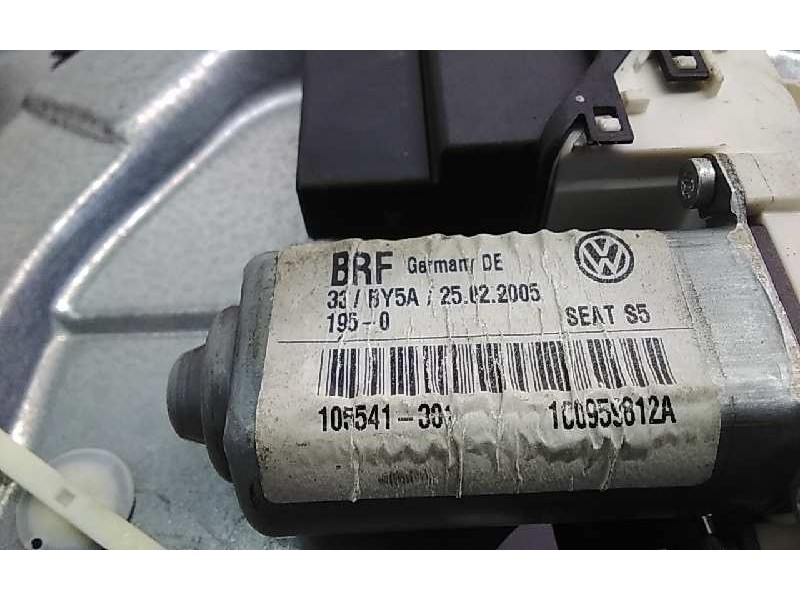 BRF Germany DE
33/BY5A/25.02.2005
195-0 SEAT S5
105541-301 1C0959812A